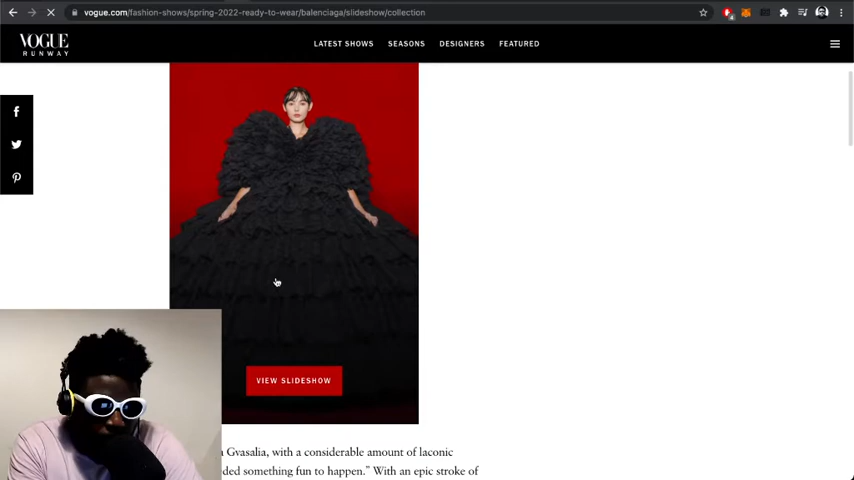 vogue.com/fashion-shows/spring-2022-ready-to-wear/balenciaga/slideshow/collection
VOGUE
RUNWAY
LATEST SHOWS
SEASONS
DESIGNERS
FEATURED
VIEW SLIDESHOW
Gvasalia, with a considerable amount of laconic
ded something fun to happen.” With an epic stroke of